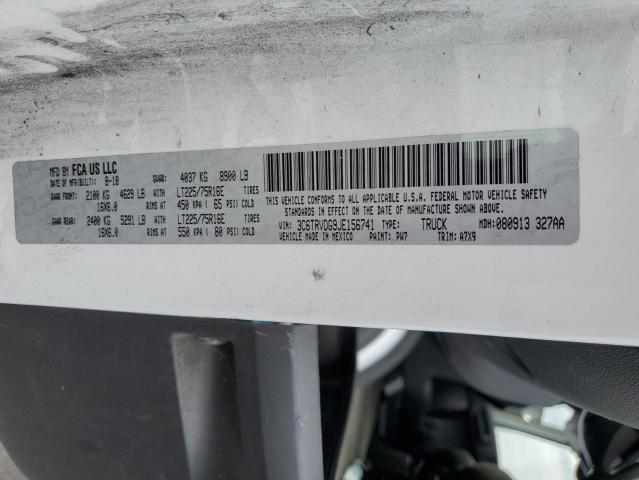 MFD BY FCA US LLC
DATE OF MFR(BUILT): 8-18 GVWR: 4037 KG 8900 LB
GAWR FRONT: 2100 KG 4629 LB WITH LT225/75R16E TIRES
16X6.0 RIMS AT 450 KPA ( 65 PSI) COLD
GAWR REAR: 2400 KG 5291 LB WITH LT225/75R16E TIRES
16X6.0 RIMS AT 550 KPA ( 80 PSI) COLD
THIS VEHICLE CONFORMS TO ALL APPLICABLE U.S.A. FEDERAL MOTOR VEHICLE SAFETY
STANDARDS IN EFFECT ON THE DATE OF MANUFACTURE SHOWN ABOVE.
VIN: 3C6TRVDG9JE156741 TYPE: TRUCK MDH: 080913 327AA
VEHICLE MADE IN MEXICO PAINT: PW7 TRIM: A7X9